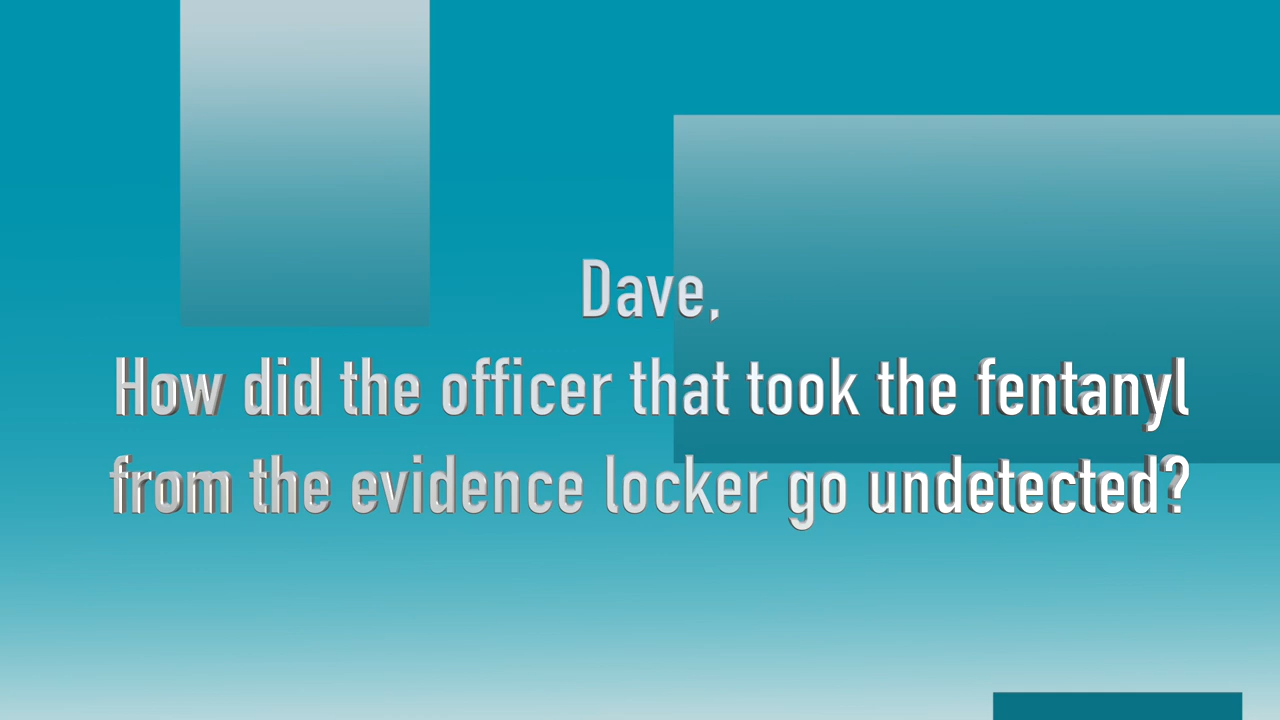 Dave,
How did the officer that took the fentanyl
from the evidence locker go undetected?